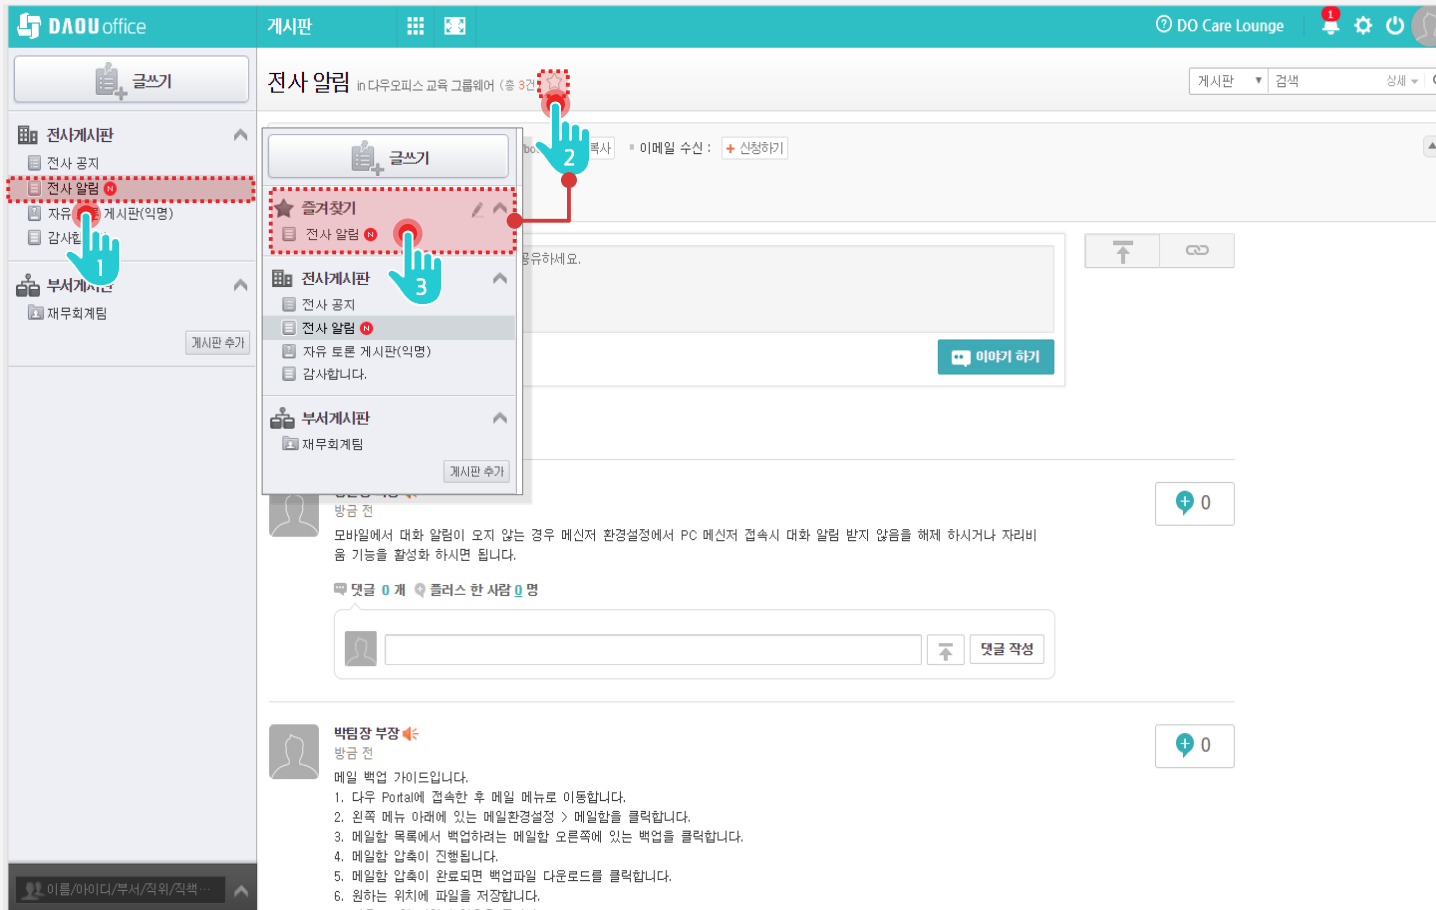 DAOU office
게시판
DO Care Lounge
1
글쓰기
전사게시판
전사 공지
전사 알림 N
자유 게시판(익명)
감사합
1
부서게시판
재무회계팀
게시판 추가
이름/아이디/부서/직위/직책…
전사 알림 in 다우오피스 교육 그룹웨어 (총 3건
게시판 ▼ 검색 상세
2
복사 이메일 수신 : + 신청하기
글쓰기
즐겨찾기
전사 알림 N
3
전사게시판
전사 공지
전사 알림 N
자유 토론 게시판(익명)
감사합니다.
부서게시판
재무회계팀
게시판 추가
공유하세요.
이야기 하기
방금 전
모바일에서 대화 알림이 오지 않는 경우 메신저 환경설정에서 PC 메신저 접속시 대화 알림 받지 않음을 해제 하시거나 자리비
움 기능을 활성화 하시면 됩니다.
0
댓글 0 개 플러스 한 사람 0 명
댓글 작성
박팀장 부장
방금 전
0
메일 백업 가이드입니다.
1. 다우 Portal에 접속한 후 메일 메뉴로 이동합니다.
2. 왼쪽 메뉴 아래에 있는 메일환경설정 > 메일함을 클릭합니다.
3. 메일함 목록에서 백업하려는 메일함 오른쪽에 있는 백업을 클릭합니다.
4. 메일함 압축이 진행됩니다.
5. 메일함 압축이 완료되면 백업파일 다운로드를 클릭합니다.
6. 원하는 위치에 파일을 저장합니다.